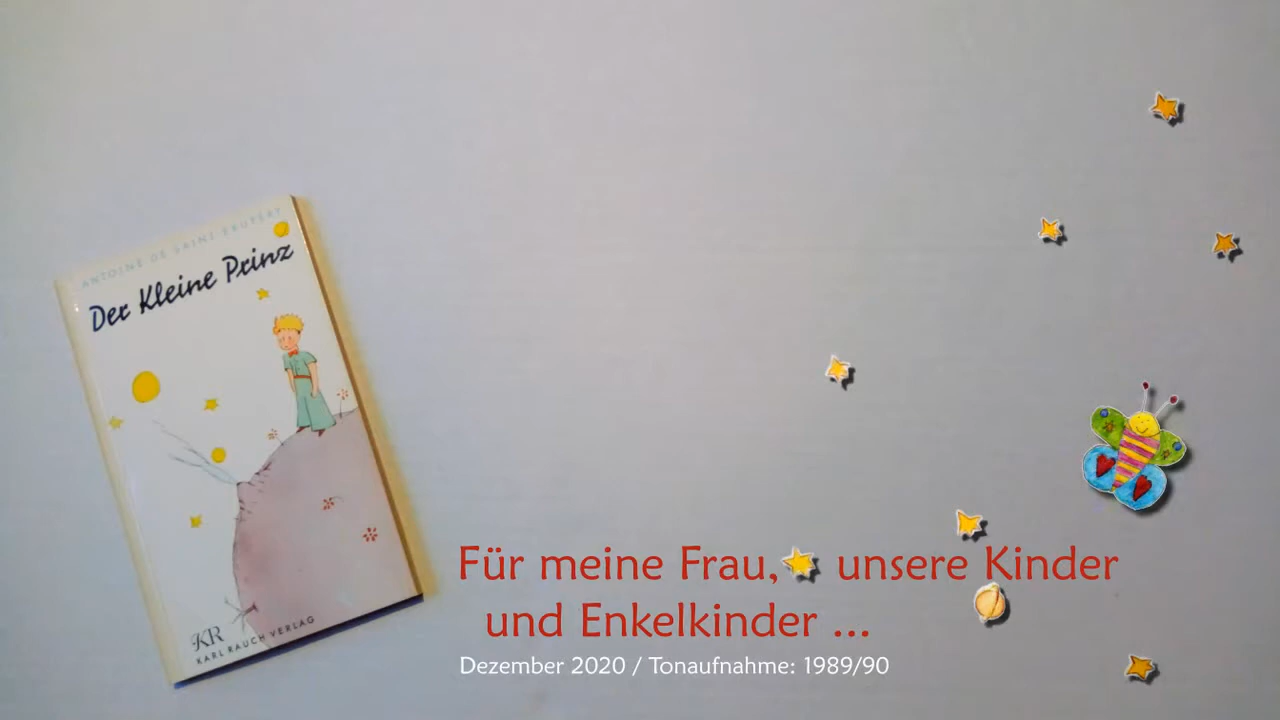 ANTOINE DE SAINT-EXUPÉRY
Der Kleine Prinz
KR
KARL RAUCH VERLAG
Für meine Frau, unsere Kinder
und Enkelkinder ...
Dezember 2020 / Tonaufnahme: 1989/90